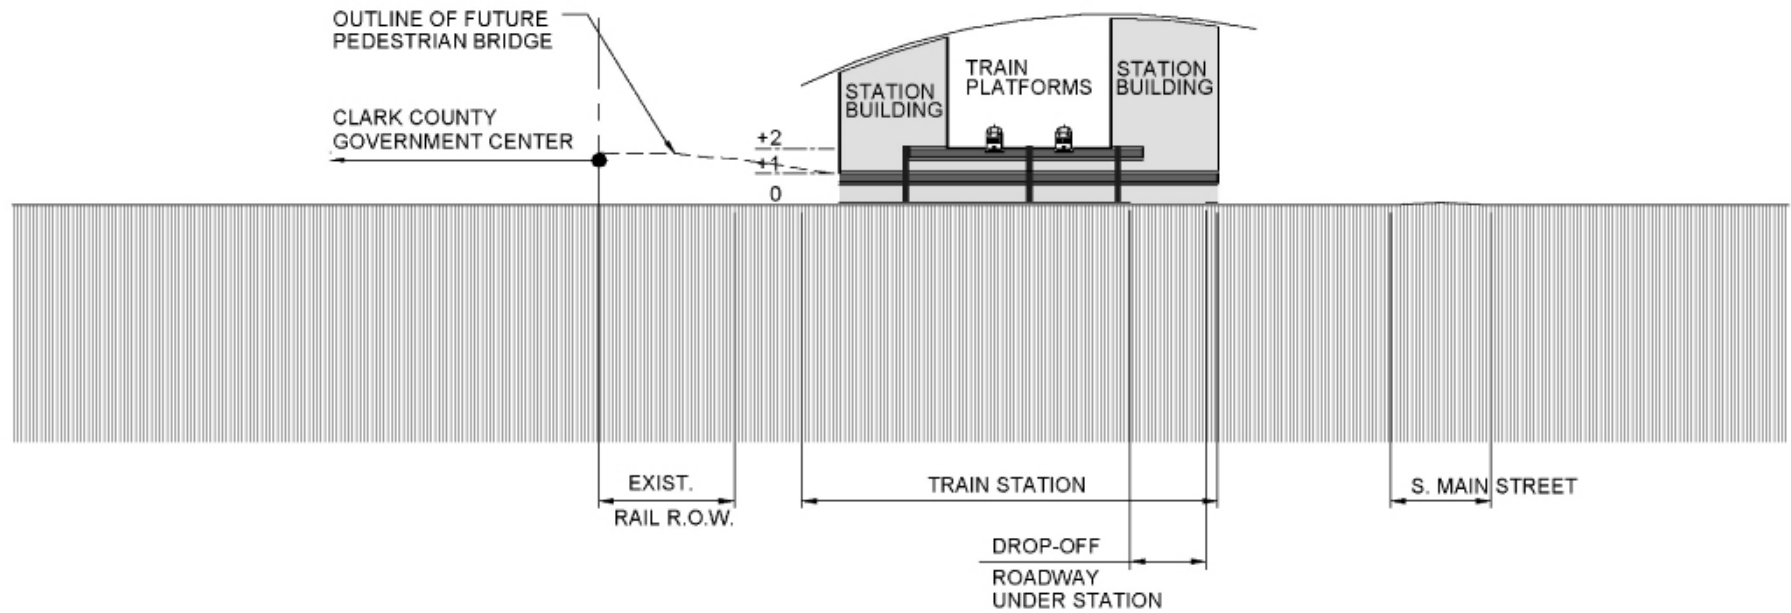 OUTLINE OF FUTURE
PEDESTRIAN BRIDGE
CLARK COUNTY
GOVERNMENT CENTER
STATION
BUILDING
TRAIN
PLATFORMS
STATION
BUILDING
+2
+1
0
EXIST.
RAIL R.O.W.
TRAIN STATION
S. MAIN STREET
DROP-OFF
ROADWAY
UNDER STATION